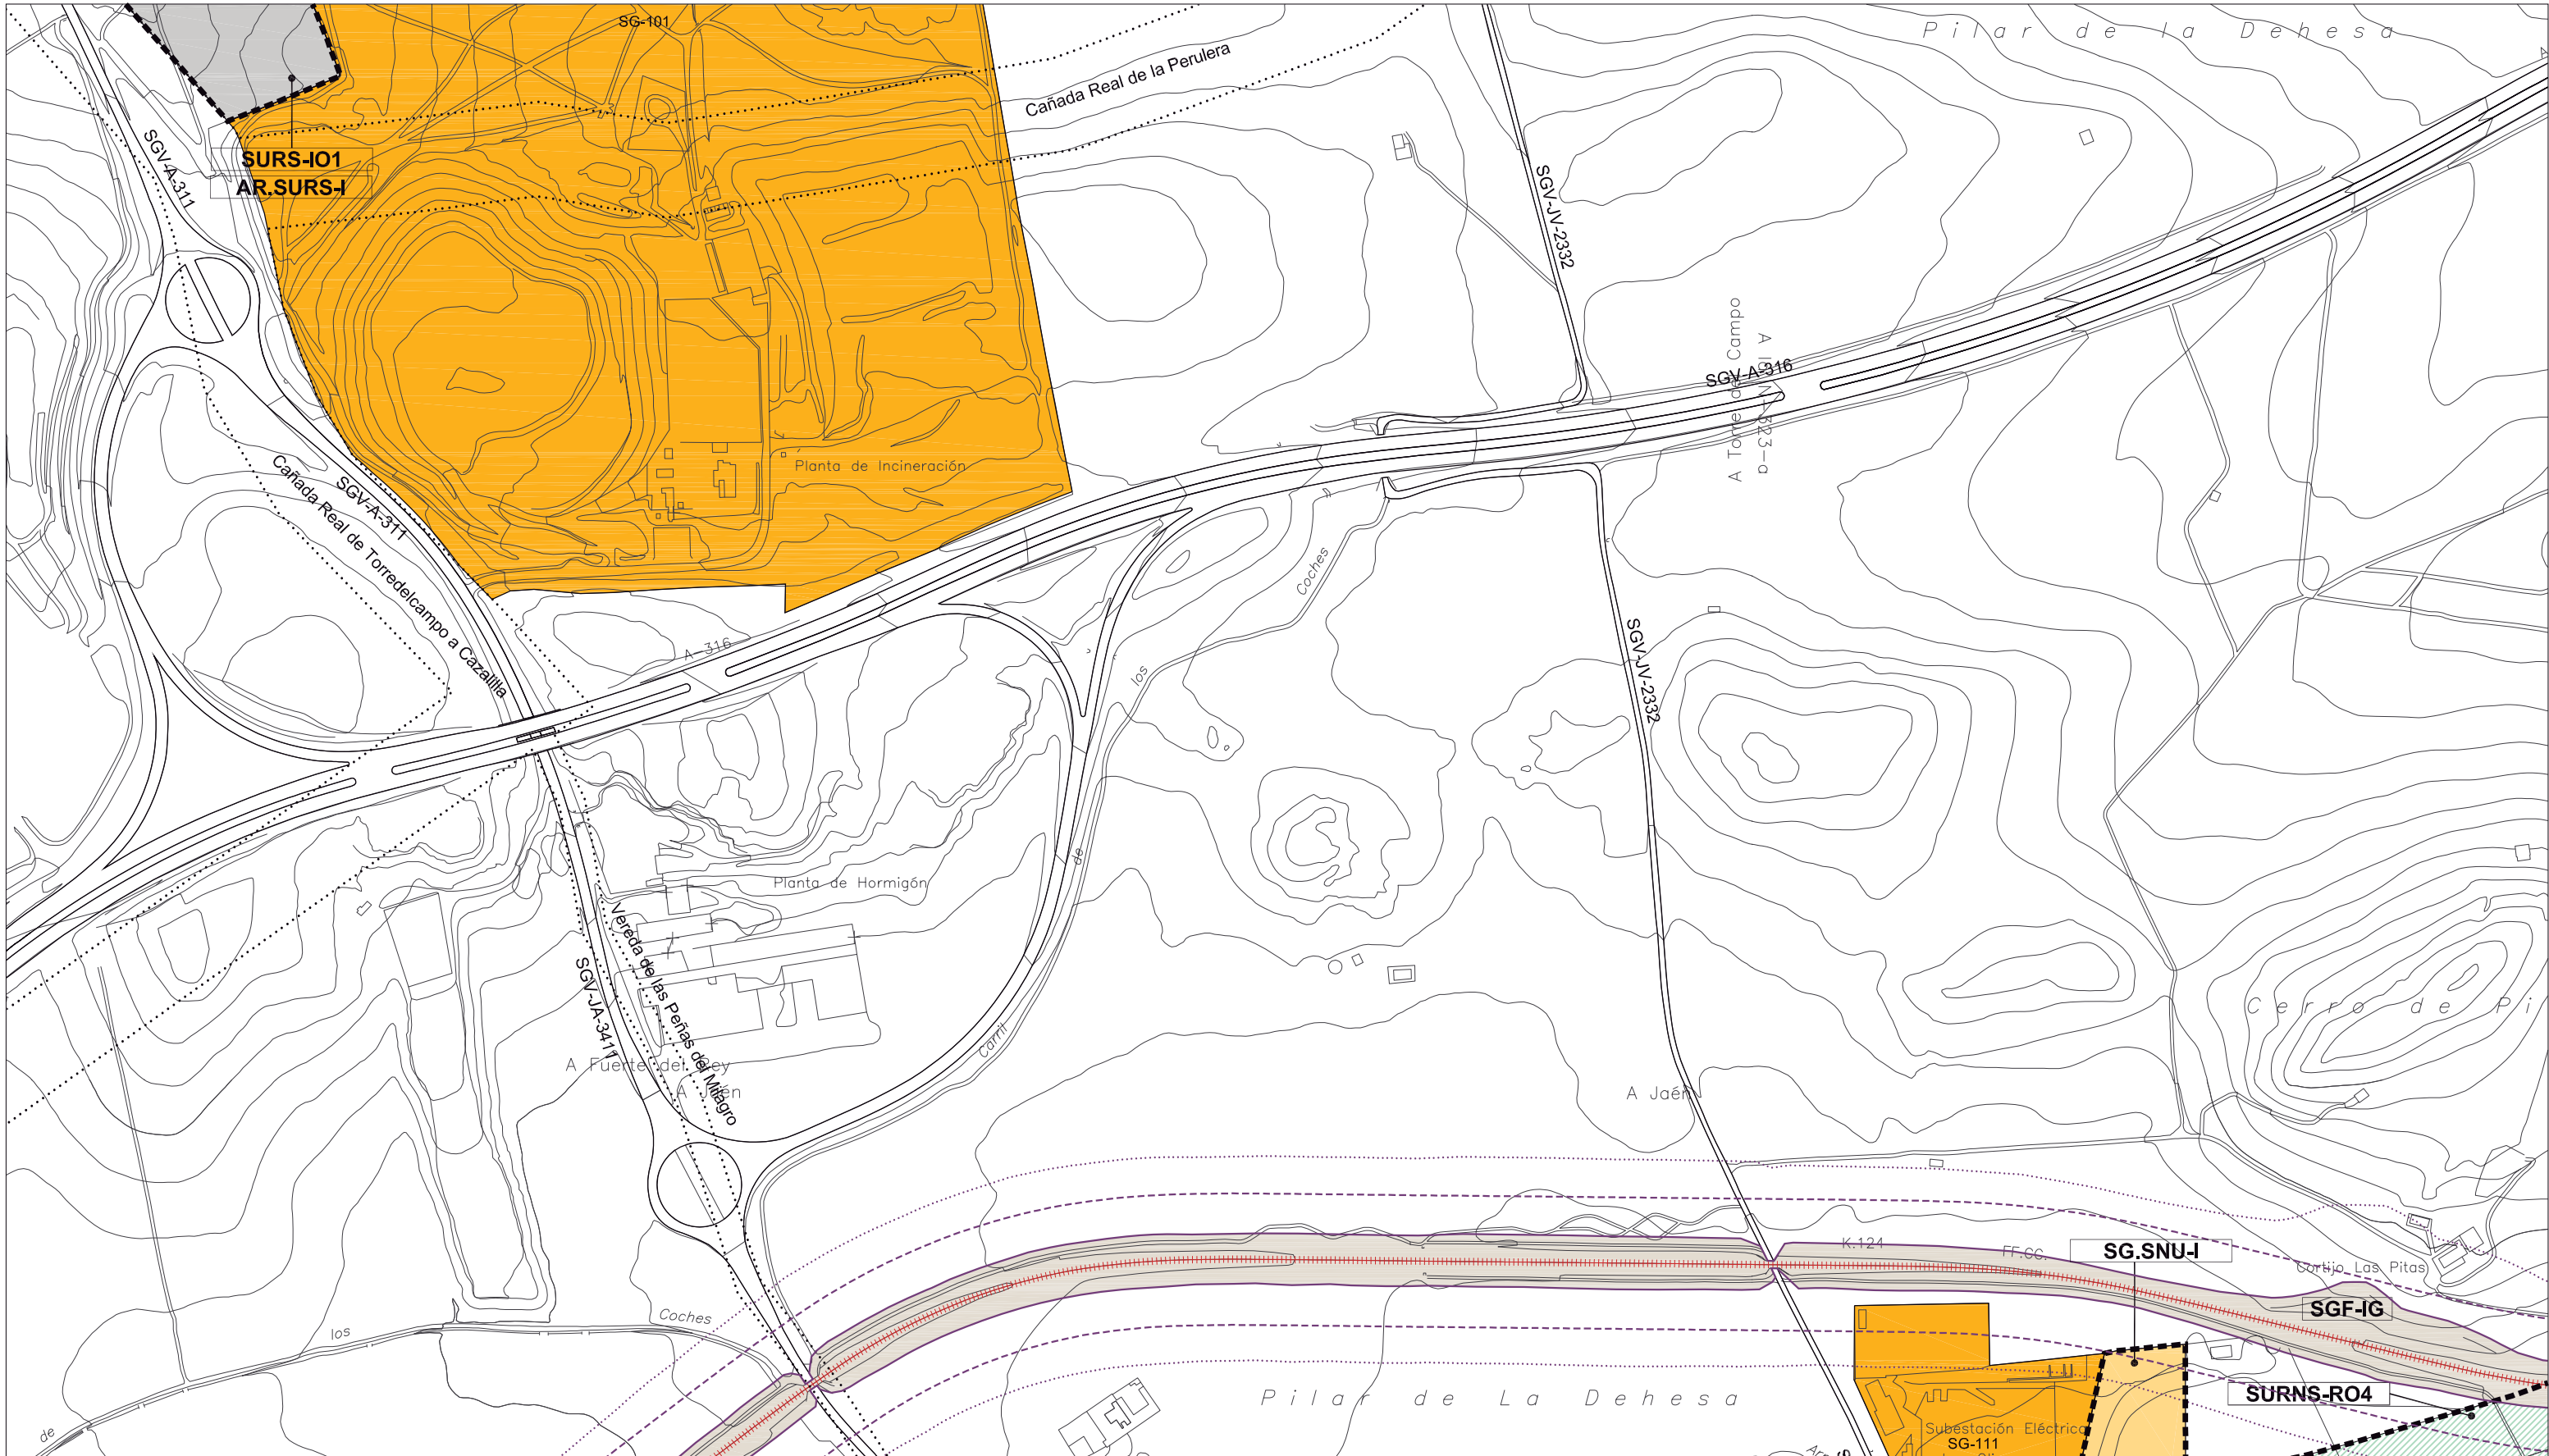 SG-101
Pilar de la Dehesa
Cañada Real de la Perulera
SGV-A-311
SURS-IO1
AR.SURS-I
SGV-JV-2332
A Torre del Campo
SGV-A-316
Planta de Incineración
SGV-A-311
Cañada Real de Torredelcampo a Cazalilla
Coches
los
de
Carril
A-316
SGV-JV-2332
Planta de Hormigón
Vereda de las Peñas del Milagro
SGV-JA-3411
Cerro de Pi
A Fuerte del Rey
A Jaén
A Jaén
K.124
FF.CC.
SG.SNU-I
Cortijo Las Pitas
SGF-IG
Coches
los
de
Pilar de La Dehesa
SURNS-RO4
Subestación Eléctrica
SG-111